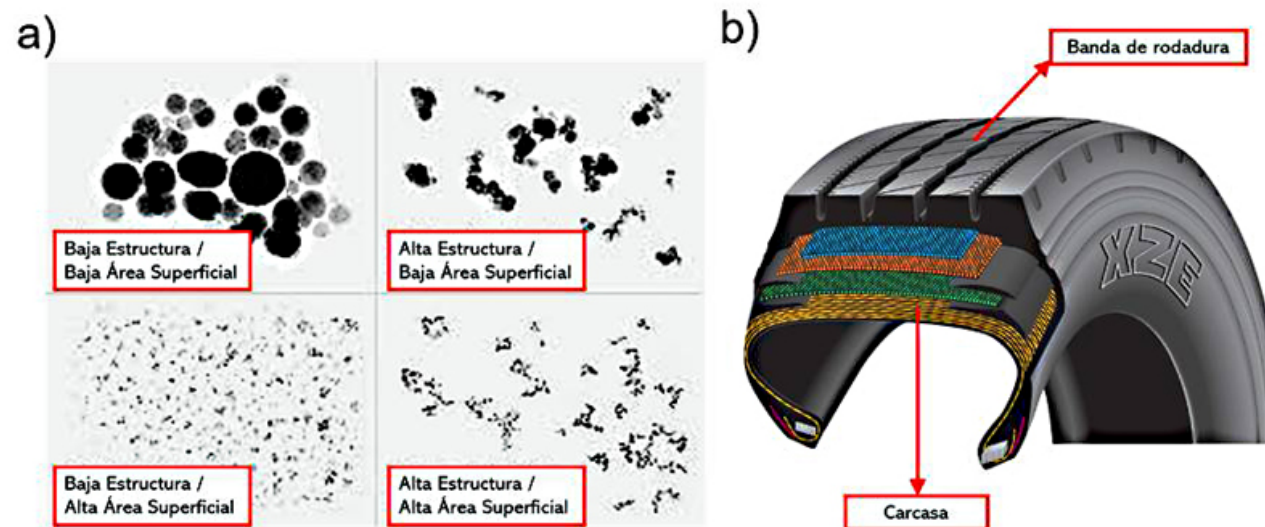 a)
Baja Estructura /
Baja Área Superficial
Alta Estructura /
Baja Área Superficial
Baja Estructura /
Alta Área Superficial
Alta Estructura /
Alta Área Superficial
b)
Banda de rodadura
XZE
Carcasa